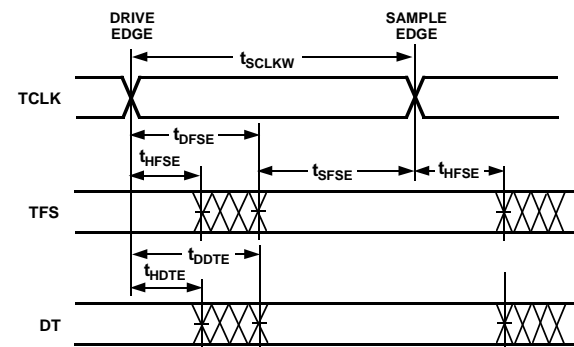 DRIVE EDGE
SAMPLE EDGE
tSCLKW
TCLK
tDFSE
tHFSE
tSFSE
tHFSE
TFS
tDDTE
tHDTE
DT